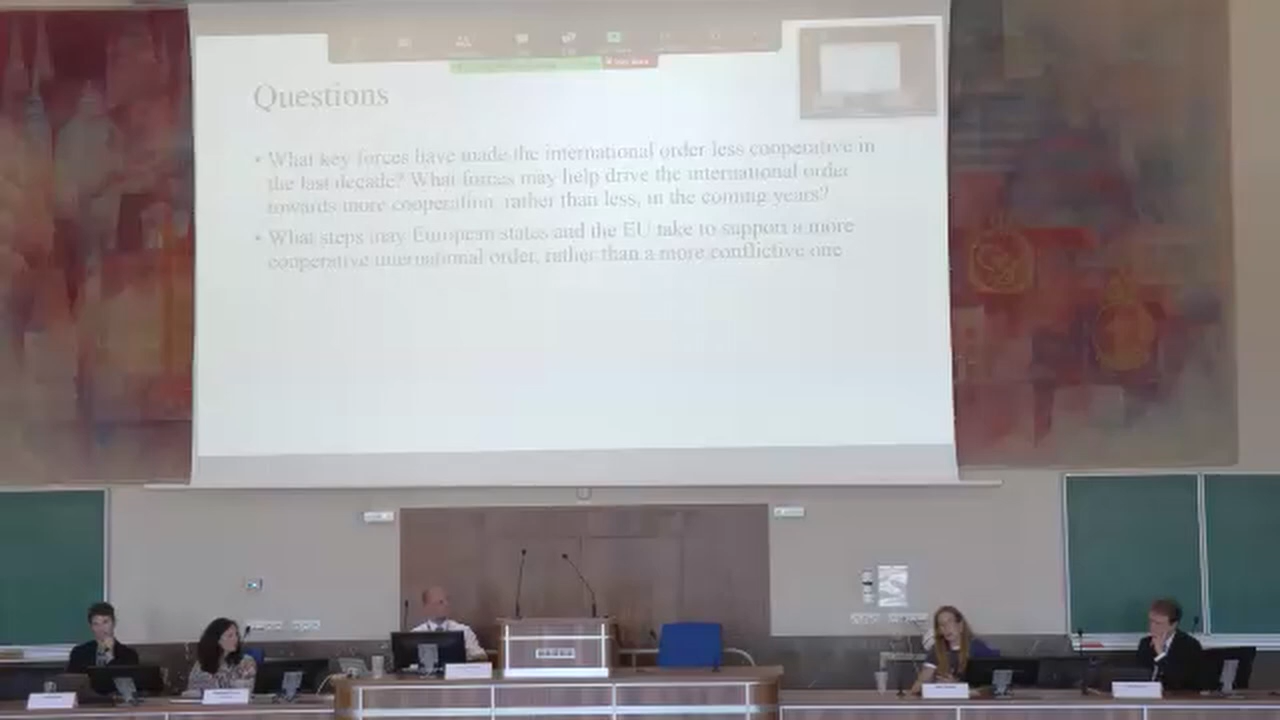 Questions
• What key forces have made the international order less cooperative in
the last decade? What forces may help drive the international order
towards more cooperation, rather than less, in the coming years?
• What steps may European states and the EU take to support a more
cooperative international order, rather than a more conflictive one